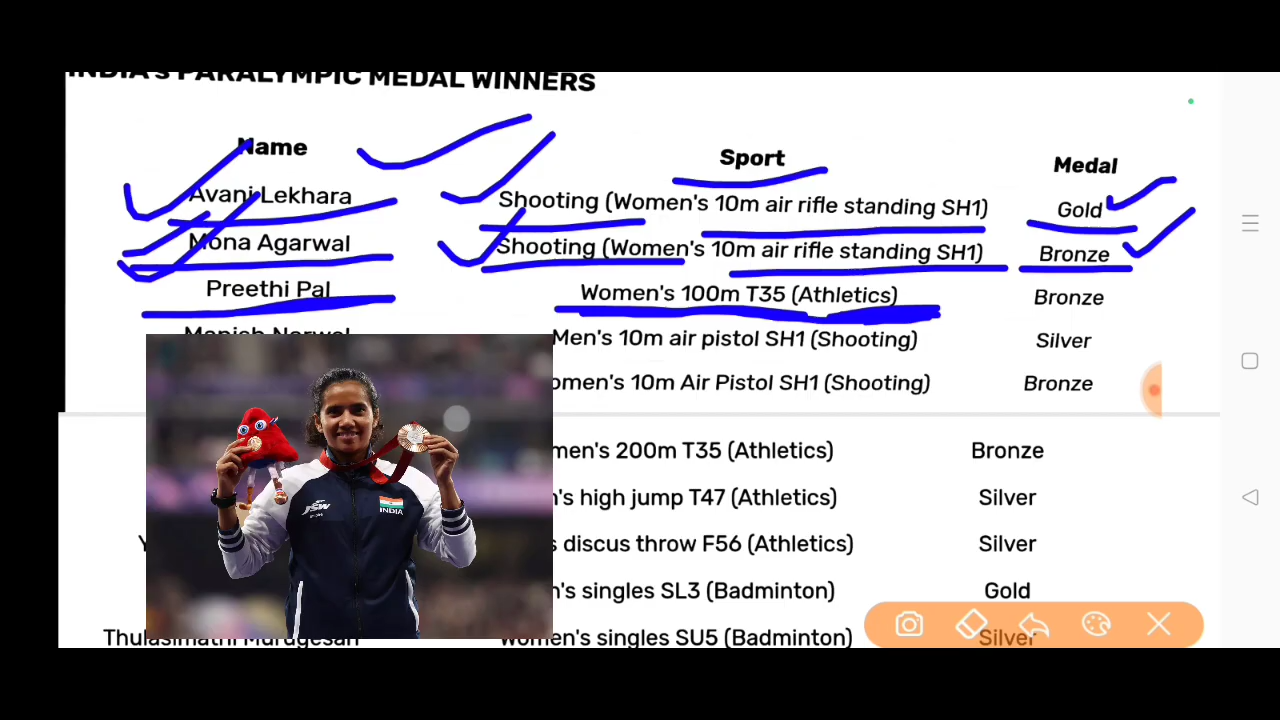 INDIA's PARALYMPIC MEDAL WINNERS
Name Sport Medal
Avani Lekhara Shooting (Women's 10m air rifle standing SH1) Gold
Mona Agarwal Shooting (Women's 10m air rifle standing SH1) Bronze
Preethi Pal Women's 100m T35 (Athletics) Bronze
Men's 10m air pistol SH1 (Shooting) Silver
omen's 10m Air Pistol SH1 (Shooting) Bronze
men's 200m T35 (Athletics) Bronze
n's high jump T47 (Athletics) Silver
Y s discus throw F56 (Athletics) Silver
n's singles SL3 (Badminton) Gold
Thulasimathi Murugesan Women's singles SU5 (Badminton) Silver
JSW
INDIA